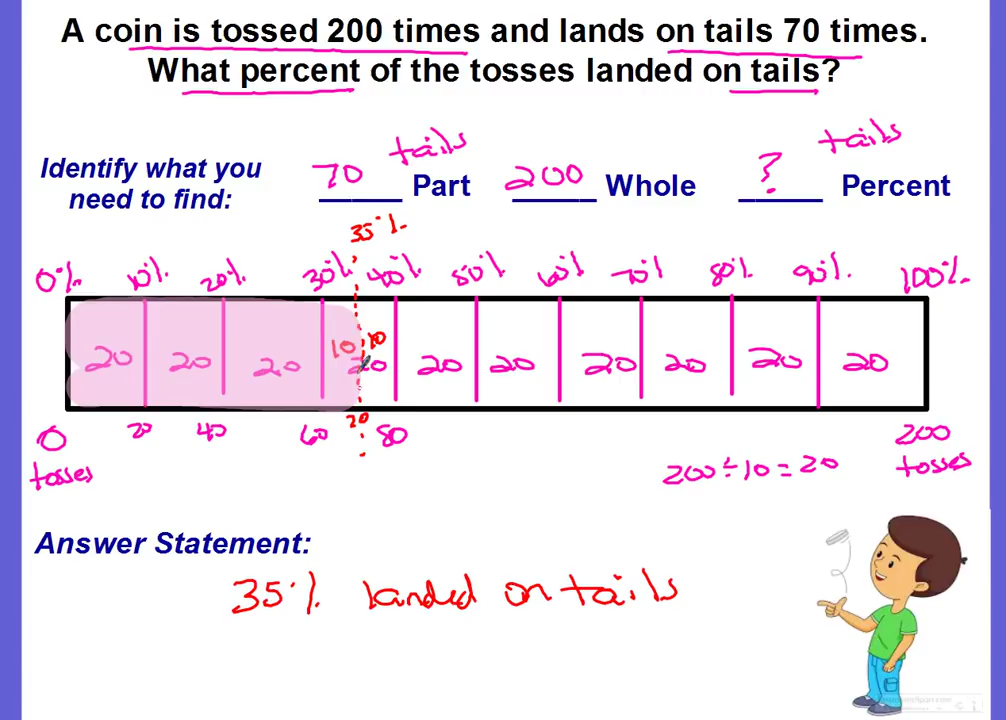 A coin is tossed 200 times and lands on tails 70 times.
What percent of the tosses landed on tails?
tails tails
Identify what you 70 Part 200 Whole ? Percent
need to find:
35%
0% 10% 20% 30% 40% 50% 60% 70% 80% 90% 100%
10 10
20 20 20 20 20 20 20 20 20 20
0 20 40 60 70 80 200
tosses 200 ÷ 10 = 20 tosses
Answer Statement:
35% landed on tails